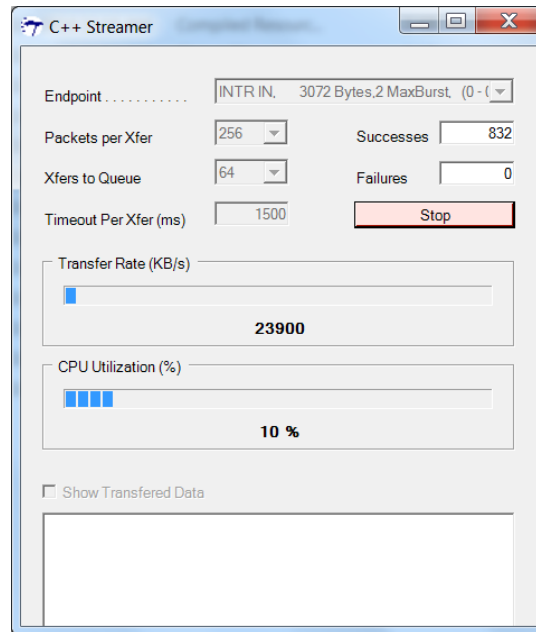 C++ Streamer
Endpoint . . . . . . . . . . . INTR IN, 3072 Bytes,2 MaxBurst, (0 - (
Packets per Xfer 256 Successes 832
Xfers to Queue 64 Failures 0
Timeout Per Xfer (ms) 1500 Stop
Transfer Rate (KB/s)
23900
CPU Utilization (%)
10 %
Show Transfered Data